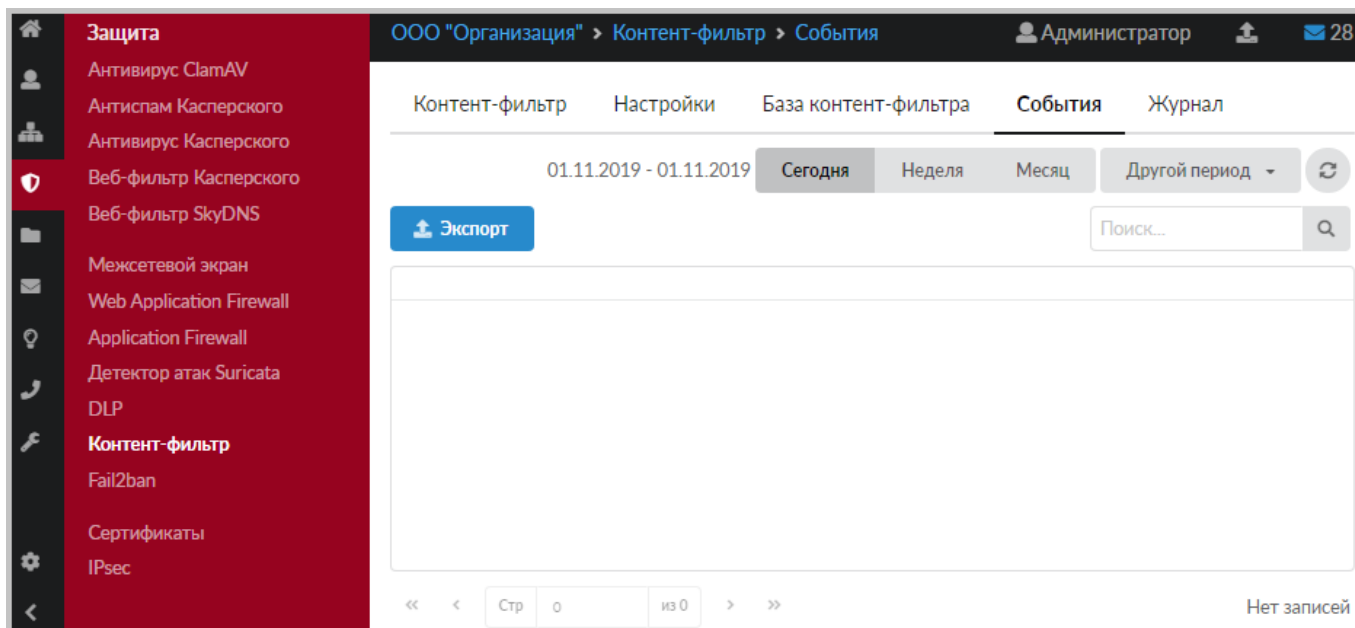 Защита
Антивирус ClamAV
Антиспам Касперского
Антивирус Касперского
Веб-фильтр Касперского
Веб-фильтр SkyDNS
Межсетевой экран
Web Application Firewall
Application Firewall
Детектор атак Suricata
DLP
Контент-фильтр
Fail2ban
Сертификаты
IPsec
ООО "Организация" > Контент-фильтр > События Администратор 28
Контент-фильтр Настройки База контент-фильтра События Журнал
01.11.2019 - 01.11.2019 Сегодня Неделя Месяц Другой период
Экспорт Поиск...
Стр 0 из 0 Нет записей